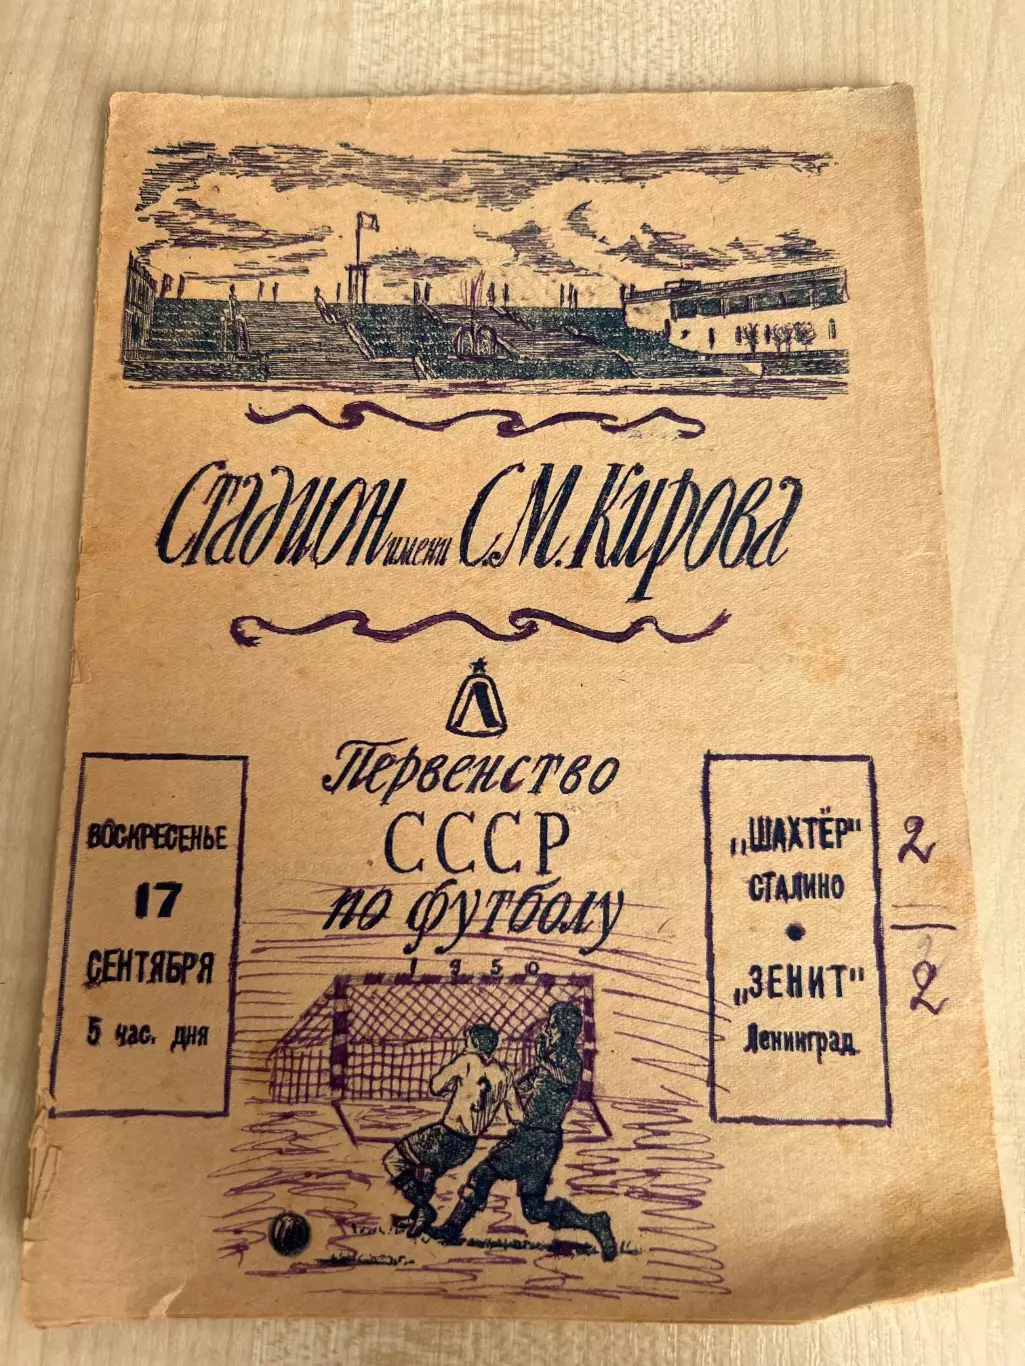 Стадион имени С.М. Кирова
Л
Первенство
СССР
по футболу
1950
ВОСКРЕСЕНЬЕ
17
СЕНТЯБРЯ
5 час. дня
„ШАХТЁР"
СТАЛИНО
•
„ЗЕНИТ"
Ленинград
2
2